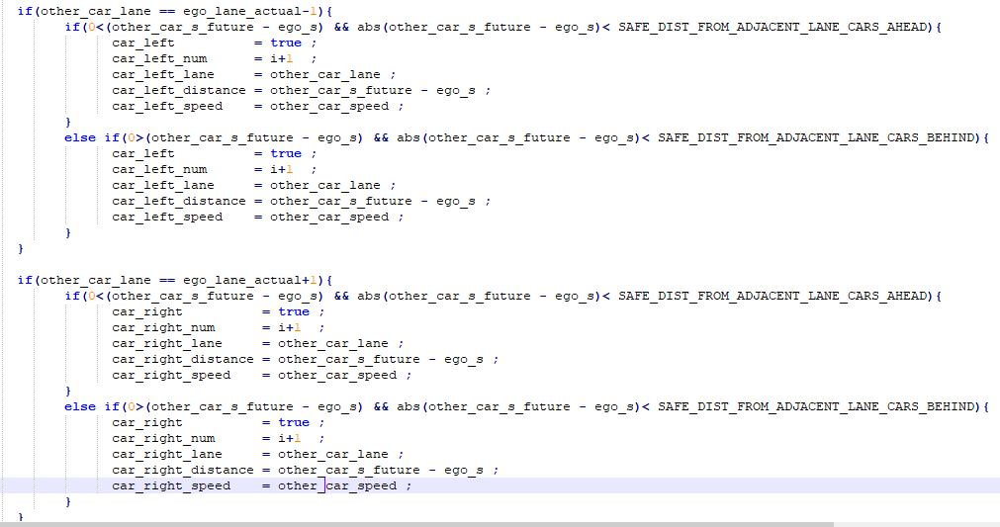 if(other_car_lane == ego_lane_actual-1){
if(0<(other_car_s_future - ego_s) && abs(other_car_s_future - ego_s)< SAFE_DIST_FROM_ADJACENT_LANE_CARS_AHEAD){
car_left = true ;
car_left_num = i+1 ;
car_left_lane = other_car_lane ;
car_left_distance = other_car_s_future - ego_s ;
car_left_speed = other_car_speed ;
}
else if(0>(other_car_s_future - ego_s) && abs(other_car_s_future - ego_s)< SAFE_DIST_FROM_ADJACENT_LANE_CARS_BEHIND){
car_left = true ;
car_left_num = i+1 ;
car_left_lane = other_car_lane ;
car_left_distance = other_car_s_future - ego_s ;
car_left_speed = other_car_speed ;
}
}
if(other_car_lane == ego_lane_actual+1){
if(0<(other_car_s_future - ego_s) && abs(other_car_s_future - ego_s)< SAFE_DIST_FROM_ADJACENT_LANE_CARS_AHEAD){
car_right = true ;
car_right_num = i+1 ;
car_right_lane = other_car_lane ;
car_right_distance = other_car_s_future - ego_s ;
car_right_speed = other_car_speed ;
}
else if(0>(other_car_s_future - ego_s) && abs(other_car_s_future - ego_s)< SAFE_DIST_FROM_ADJACENT_LANE_CARS_BEHIND){
car_right = true ;
car_right_num = i+1 ;
car_right_lane = other_car_lane ;
car_right_distance = other_car_s_future - ego_s ;
car_right_speed = other_car_speed ;
}
}